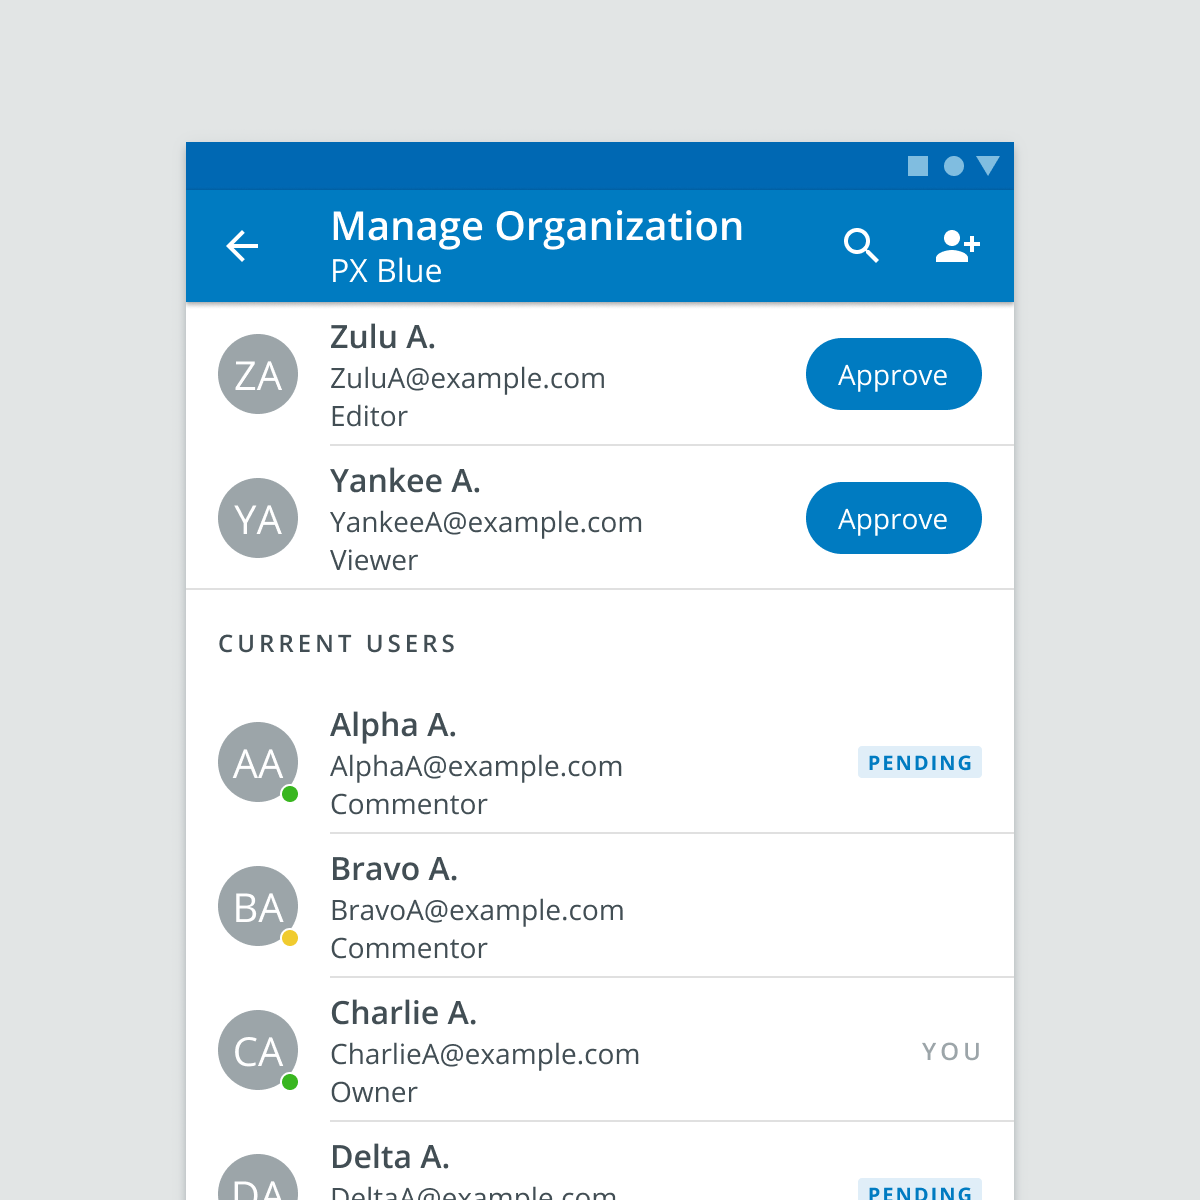 Manage Organization
PX Blue
ZA
Zulu A.
ZuluA@example.com
Editor
Approve
YA
Yankee A.
YankeeA@example.com
Viewer
Approve
CURRENT USERS
AA
Alpha A.
AlphaA@example.com
Commentor
PENDING
BA
Bravo A.
BravoA@example.com
Commentor
CA
Charlie A.
CharlieA@example.com
Owner
YOU
DA
Delta A.
DeltaA@example.com
PENDING